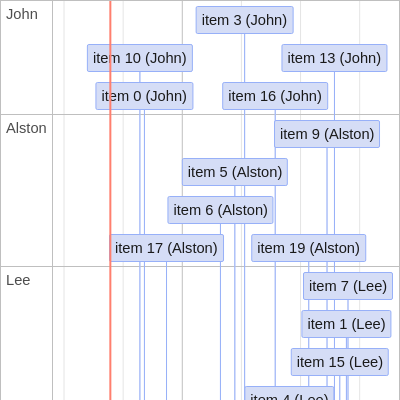 John
item 3 (John)
item 10 (John)
item 13 (John)
item 0 (John)
item 16 (John)
Alston
item 9 (Alston)
item 5 (Alston)
item 6 (Alston)
item 17 (Alston)
item 19 (Alston)
Lee
item 7 (Lee)
item 1 (Lee)
item 15 (Lee)
item 4 (Lee)